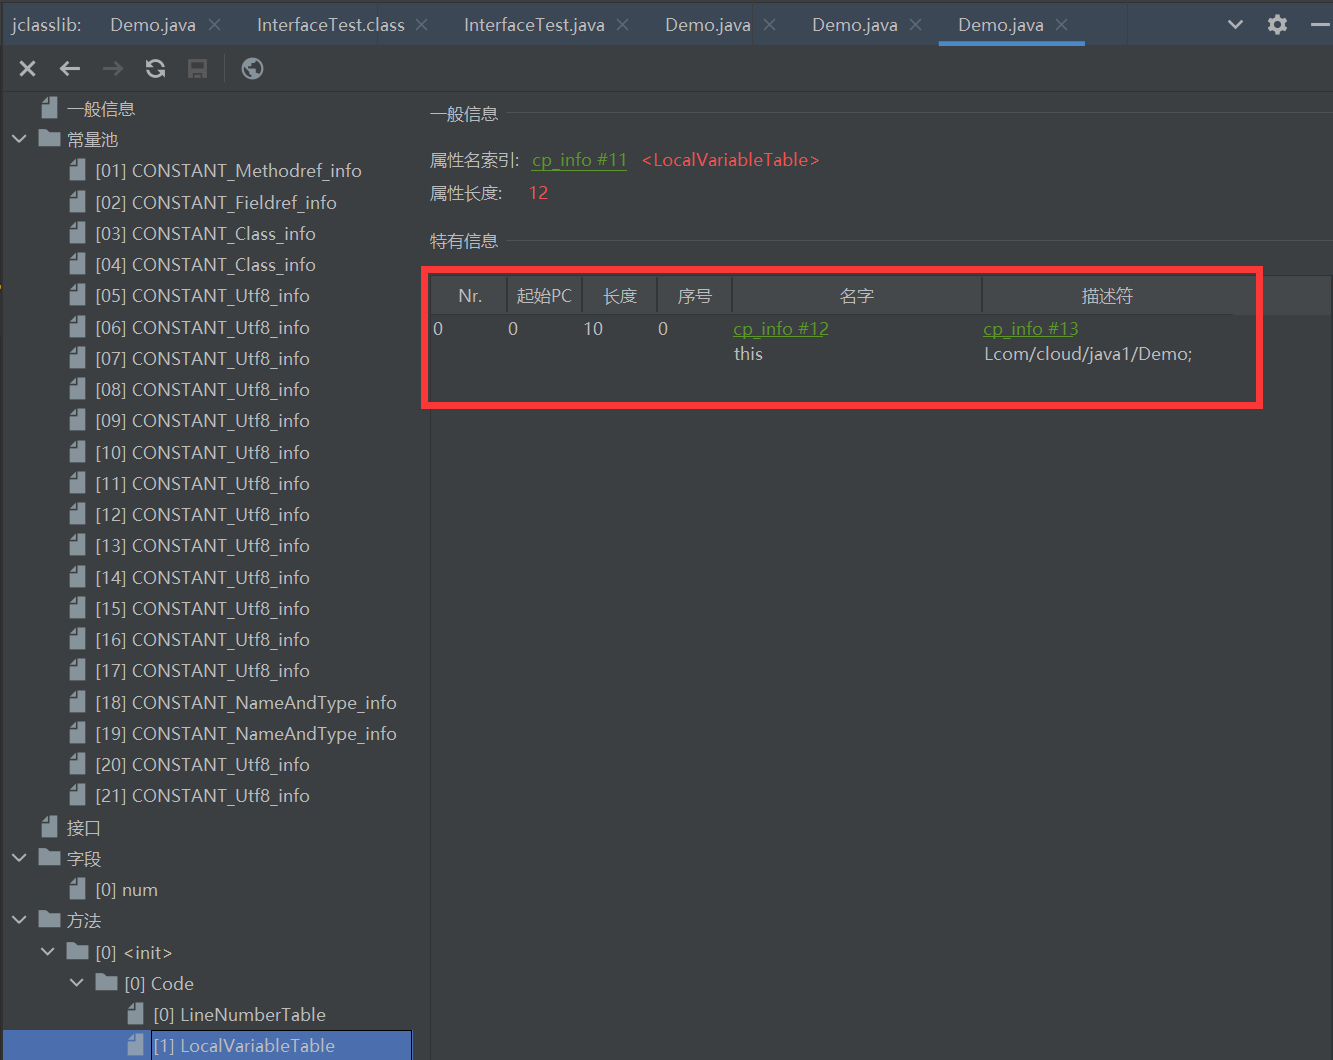 jclasslib: Demo.java InterfaceTest.class InterfaceTest.java Demo.java Demo.java Demo.java
一般信息
常量池
[01] CONSTANT_Methodref_info
[02] CONSTANT_Fieldref_info
[03] CONSTANT_Class_info
[04] CONSTANT_Class_info
[05] CONSTANT_Utf8_info
[06] CONSTANT_Utf8_info
[07] CONSTANT_Utf8_info
[08] CONSTANT_Utf8_info
[09] CONSTANT_Utf8_info
[10] CONSTANT_Utf8_info
[11] CONSTANT_Utf8_info
[12] CONSTANT_Utf8_info
[13] CONSTANT_Utf8_info
[14] CONSTANT_Utf8_info
[15] CONSTANT_Utf8_info
[16] CONSTANT_Utf8_info
[17] CONSTANT_Utf8_info
[18] CONSTANT_NameAndType_info
[19] CONSTANT_NameAndType_info
[20] CONSTANT_Utf8_info
[21] CONSTANT_Utf8_info
接口
字段
[0] num
方法
[0] <init>
[0] Code
[0] LineNumberTable
[1] LocalVariableTable
一般信息
属性名索引: cp_info #11 <LocalVariableTable>
属性长度: 12
特有信息
Nr. 起始PC 长度 序号 名字 描述符
0 0 10 0 cp_info #12 cp_info #13
this Lcom/cloud/java1/Demo;